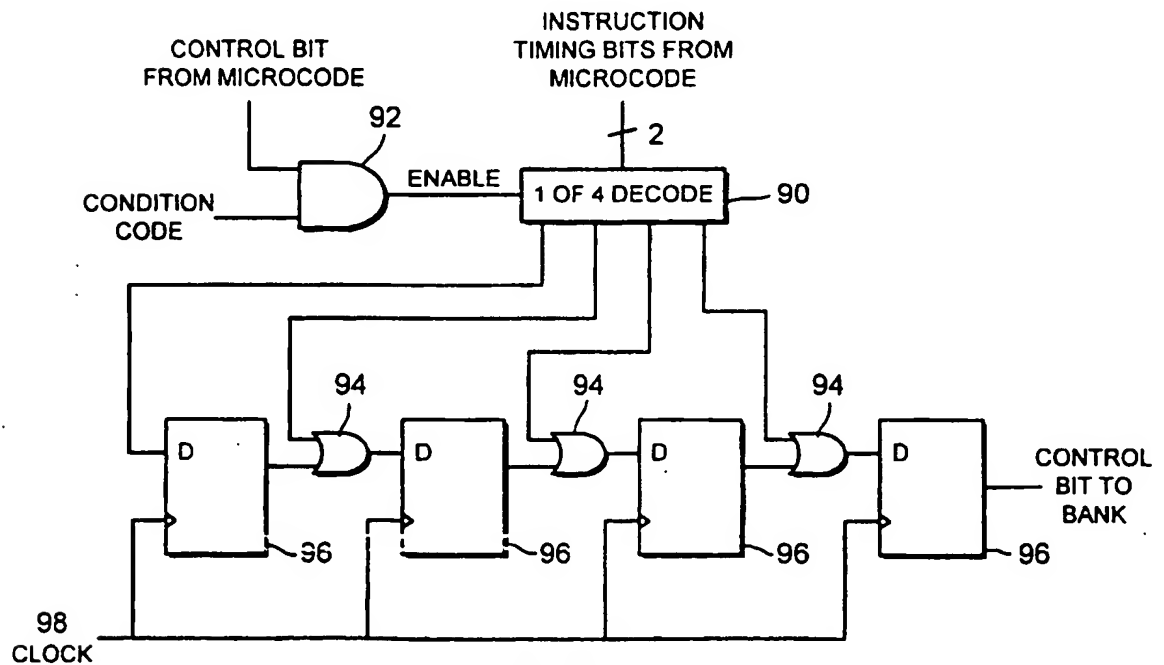 INSTRUCTION
TIMING BITS FROM
MICROCODE
CONTROL BIT
FROM MICROCODE
2
92
ENABLE
1 OF 4 DECODE
90
CONDITION
CODE
94
94
94
D
D
D
D
CONTROL
BIT TO
BANK
96
96
96
96
98
CLOCK